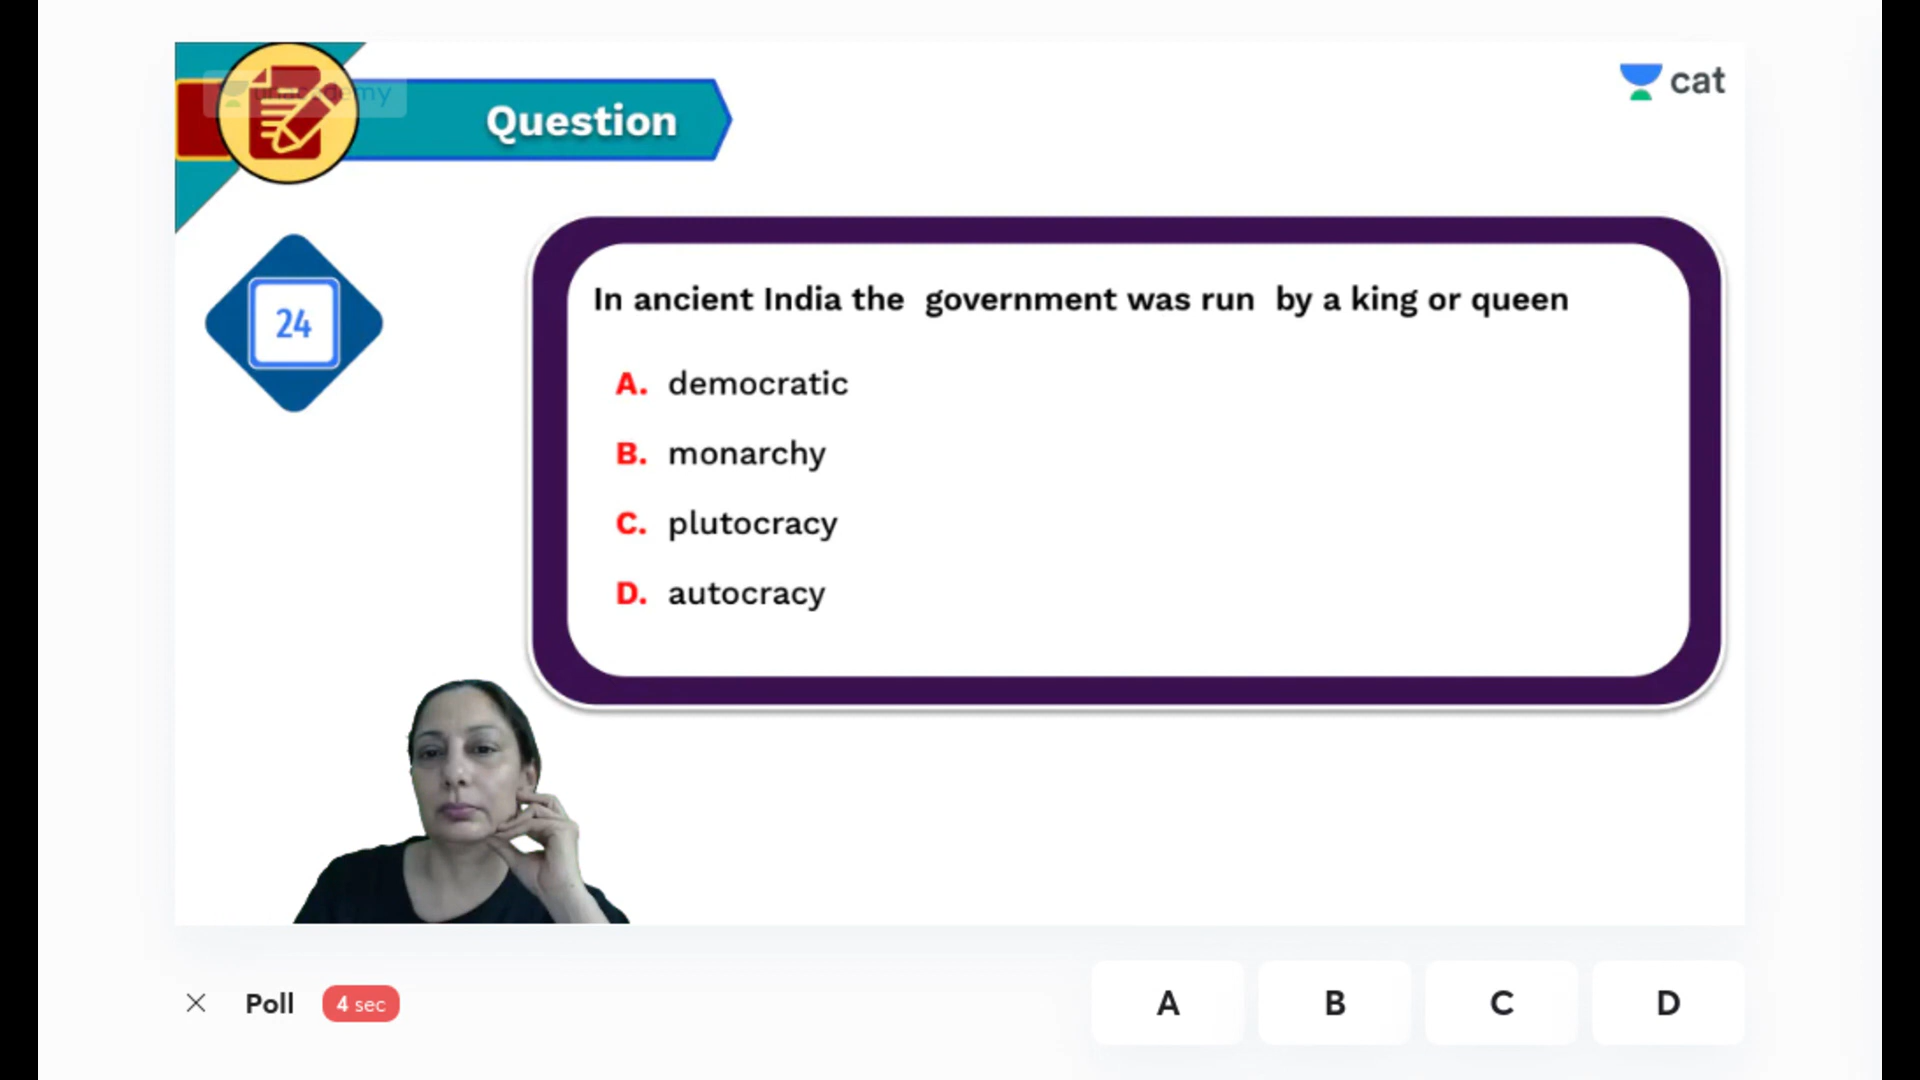 unacademy
Question
cat
24
In ancient India the government was run by a king or queen
A. democratic
B. monarchy
C. plutocracy
D. autocracy
Poll
4 sec
A
B
C
D